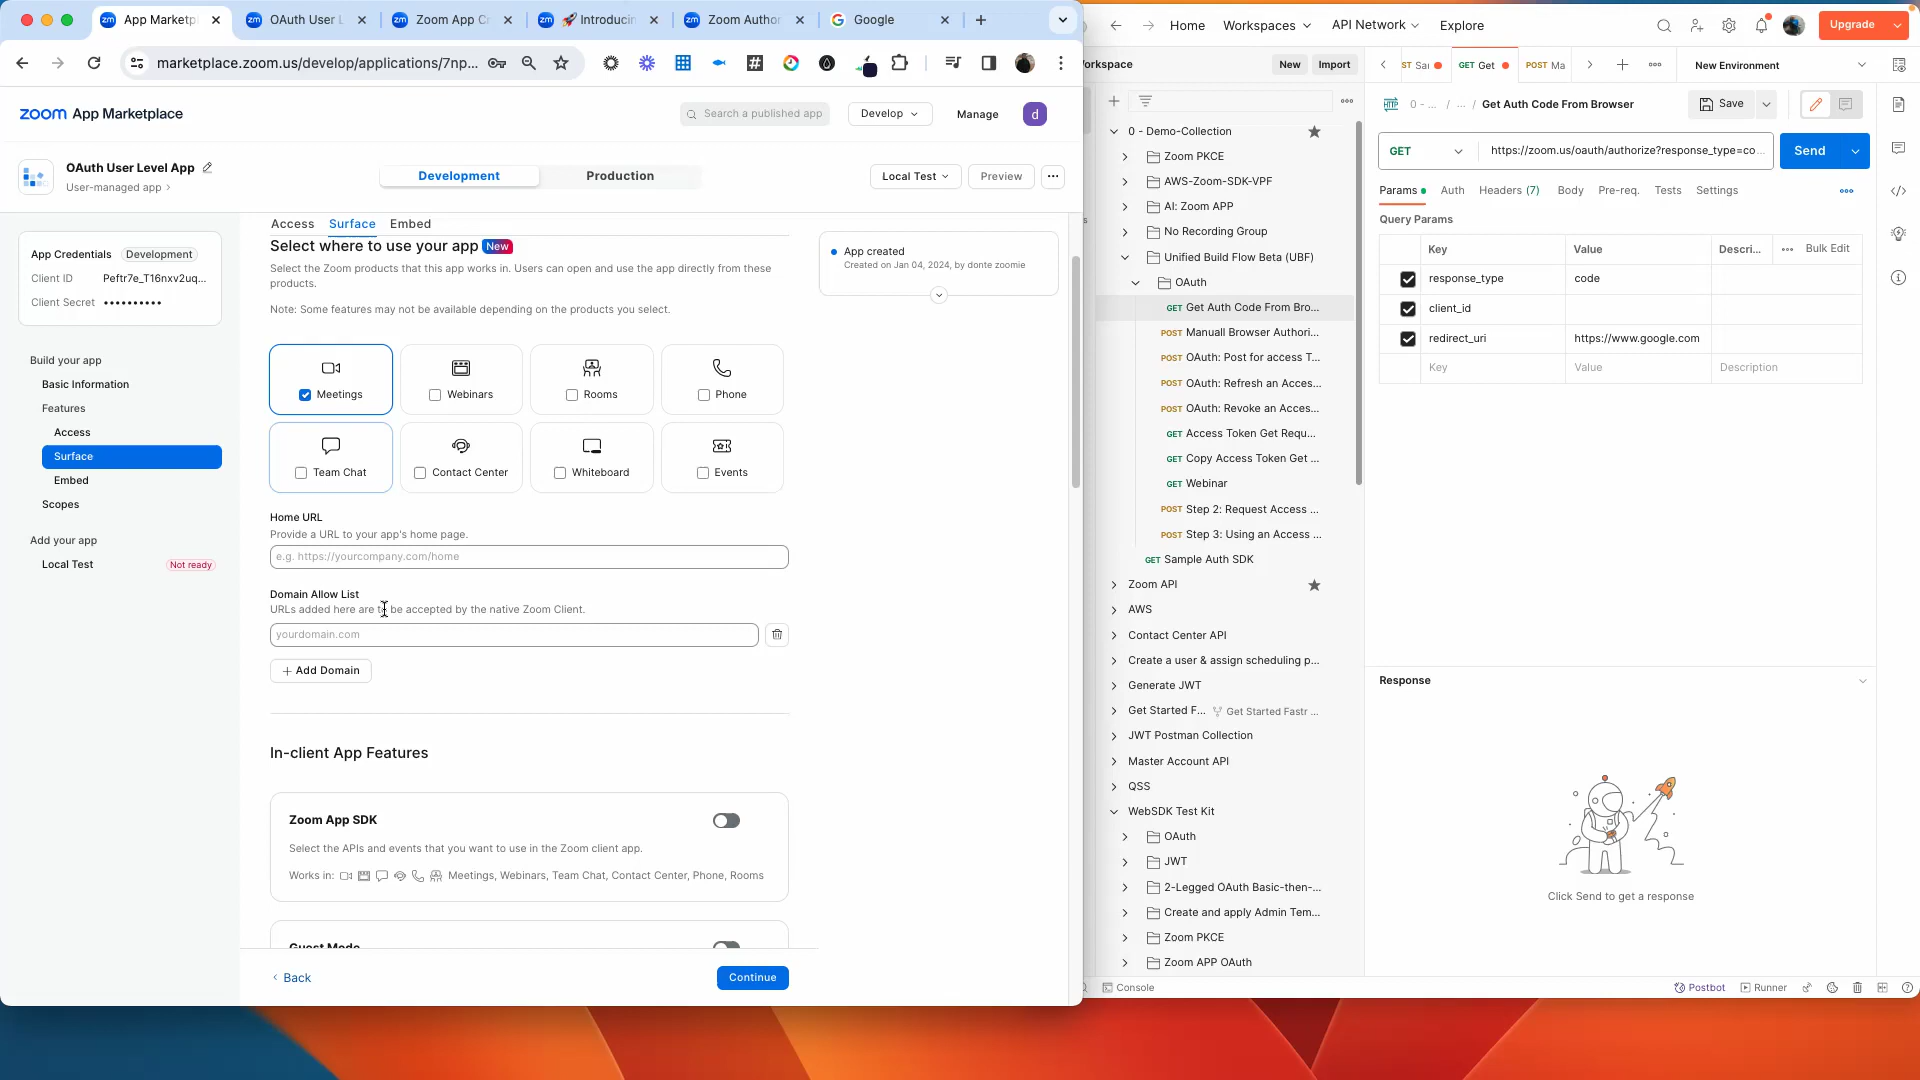 App Marketp
OAuth User L
Zoom App C
🚀 Introducin
Zoom Author
Google
marketplace.zoom.us/develop/applications/7np...
zoom App Marketplace
Search a published app
Develop
Manage
d
OAuth User Level App
User-managed app
Development
Production
Local Test
Preview
App Credentials
Development
Client ID
Peftr7e_T16nxv2uq...
Client Secret
Build your app
Basic Information
Features
Access
Surface
Embed
Scopes
Add your app
Local Test
Not ready
Access
Surface
Embed
Select where to use your app
New
Select the Zoom products that this app works in. Users can open and use the app directly from these
products.
Note: Some features may not be available depending on the products you select.
Meetings
Webinars
Rooms
Phone
Team Chat
Contact Center
Whiteboard
Events
Home URL
Provide a URL to your app's home page.
e.g. https://yourcompany.com/home
Domain Allow List
URLs added here are to be accepted by the native Zoom Client.
yourdomain.com
+ Add Domain
In-client App Features
Zoom App SDK
Select the APIs and events that you want to use in the Zoom client app.
Works in:
Meetings, Webinars, Team Chat, Contact Center, Phone, Rooms
Guest Mode
Back
Continue
App created
Created on Jan 04, 2024, by donte zoomie
Home
Workspaces
API Network
Explore
Upgrade
orkspace
New
Import
0 - Demo-Collection
Zoom PKCE
AWS-Zoom-SDK-VPF
AI: Zoom APP
No Recording Group
Unified Build Flow Beta (UBF)
OAuth
GET Get Auth Code From Bro...
POST Manuall Browser Authori...
POST OAuth: Post for access T...
POST OAuth: Refresh an Acces...
POST OAuth: Revoke an Acces...
GET Access Token Get Requ...
GET Copy Access Token Get ...
GET Webinar
POST Step 2: Request Access ...
POST Step 3: Using an Access ...
GET Sample Auth SDK
Zoom API
AWS
Contact Center API
Create a user & assign scheduling p...
Generate JWT
Get Started F...
Get Started Fastr ...
JWT Postman Collection
Master Account API
QSS
WebSDK Test Kit
OAuth
JWT
2-Legged OAuth Basic-then-...
Create and apply Admin Tem...
Zoom PKCE
Zoom APP OAuth
Console
ST Sai
GET Get
POST Ma
New Environment
0 - ... / ... / Get Auth Code From Browser
Save
GET
https://zoom.us/oauth/authorize?response_type=co...
Send
Params
Auth
Headers (7)
Body
Pre-req.
Tests
Settings
Query Params
Key
Value
Descri...
Bulk Edit
response_type
code
client_id
redirect_uri
https://www.google.com
Key
Value
Description
Response
Click Send to get a response
Postbot
Runner